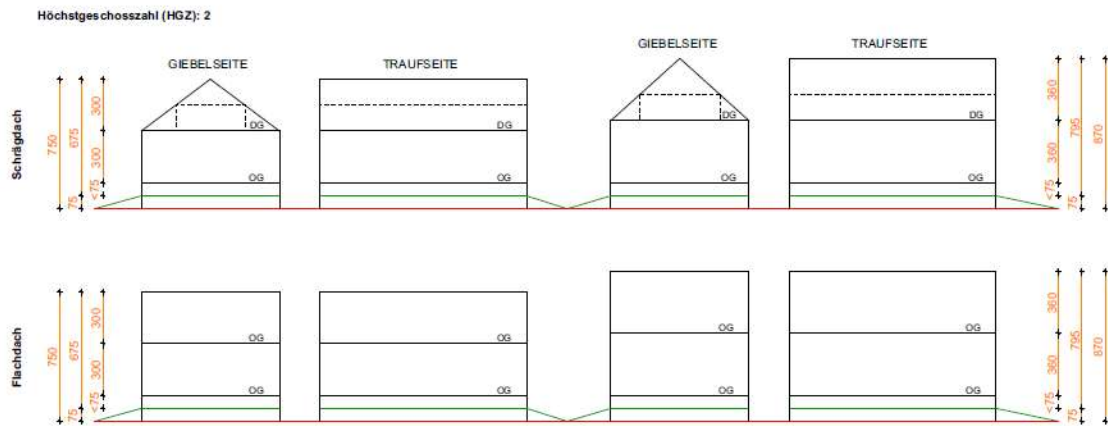 Höchstgeschosszahl (HGZ): 2
GIEBELSEITE
TRAUFSEITE
GIEBELSEITE
TRAUFSEITE
Schrägdach
750
675
75
300
300
<75
DG
OG
DG
OG
DG
OG
DG
OG
360
360
<75
795
75
870
Flachdach
750
675
75
300
300
<75
OG
OG
OG
OG
OG
OG
OG
OG
360
360
<75
795
75
870